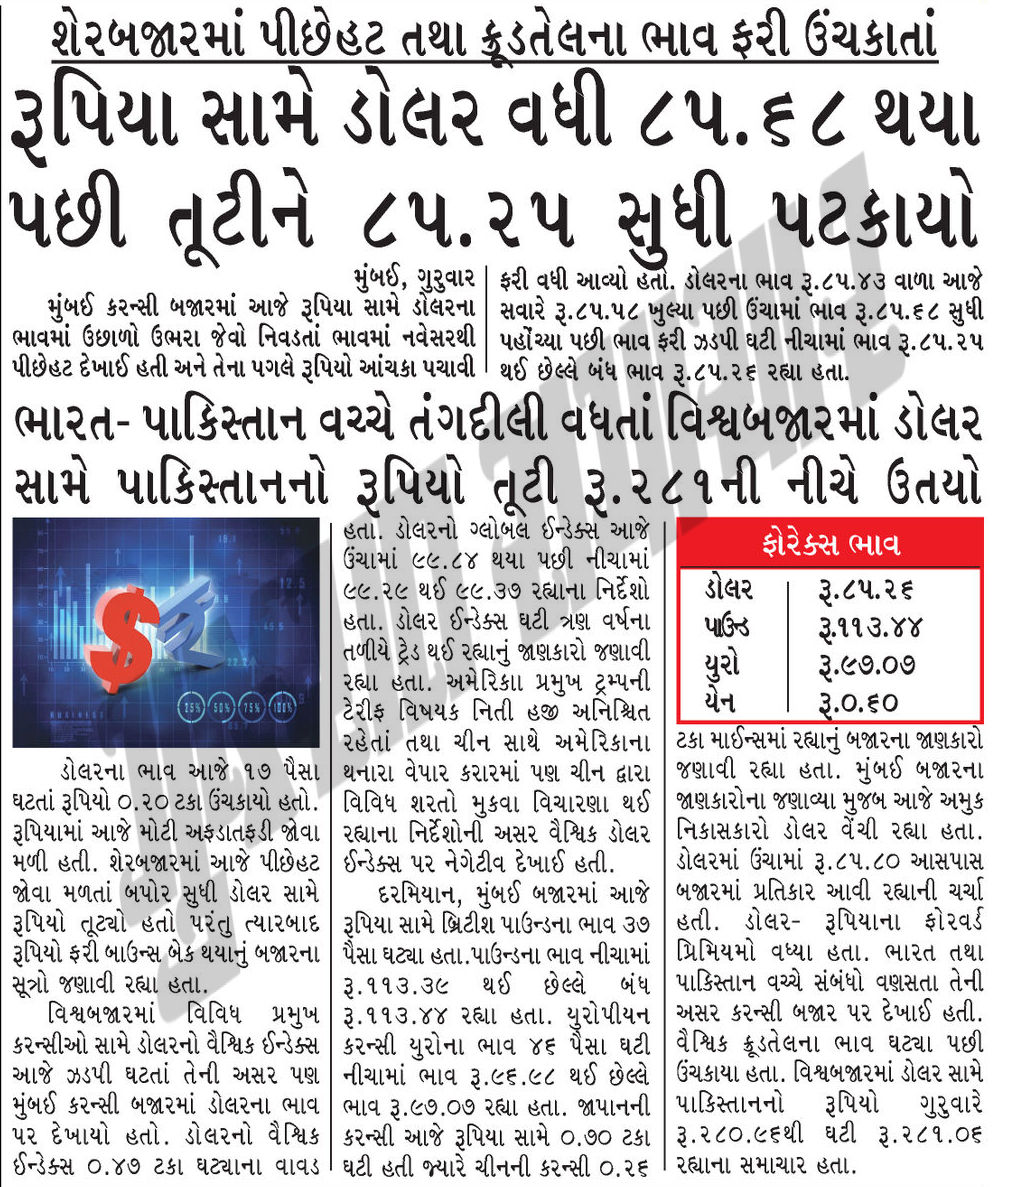 શેરબજારમાં પીછેહટ તથા ક્રૂડતેલના ભાવ ફરી ઉંચકાતાં
રૂપિયા સામે ડોલર વધી ૮૫.૬૮ થયા
પછી તૂટીને ૮૫.૨૫ સુધી પટકાયો
મુંબઈ, ગુરુવાર
મુંબઈ કરન્સી બજારમાં આજે રૂપિયા સામે ડોલરના
ભાવમાં ઉછાળો ઉભરા જેવો નિવડતાં ભાવમાં નવેસરથી
પીછેહટ દેખાઈ હતી અને તેના પગલે રૂપિયો આંચકા પચાવી
ફરી વધી આવ્યો હતો. ડોલરના ભાવ રૂ.૮૫.૪૩ વાળા આજે
સવારે રૂ.૮૫.૫૮ ખુલ્યા પછી ઉંચામાં ભાવ રૂ.૮૫.૬૮ સુધી
પહોંચ્યા પછી ભાવ ફરી ઝડપી ઘટી નીચામાં ભાવ રૂ.૮૫.૨૫
થઈ છેલ્લે બંધ ભાવ રૂ.૮૫.૨૬ રહ્યા હતા.
ભારત- પાકિસ્તાન વચ્ચે તંગદીલી વધતાં વિશ્વબજારમાં ડોલર
સામે પાકિસ્તાનનો રૂપિયો તૂટી રૂ.૨૮૧ની નીચે ઉતયો
25% 50% 75% 100%
BUSINESS
ડોલરના ભાવ આજે ૧૭ પૈસા
ઘટતાં રૂપિયો ૦.૨૦ ટકા ઉંચકાયો હતો.
રૂપિયામાં આજે મોટી અફડાતફડી જોવા
મળી હતી. શેરબજારમાં આજે પીછેહટ
જોવા મળતાં બપોર સુધી ડોલર સામે
રૂપિયો તૂટ્યો હતો પરંતુ ત્યારબાદ
રૂપિયો ફરી બાઉન્સ બેક થયાનું બજારના
સૂત્રો જણાવી રહ્યા હતા.
વિશ્વબજારમાં વિવિધ પ્રમુખ
કરન્સીઓ સામે ડોલરનો વૈશ્વિક ઈન્ડેક્સ
આજે ઝડપી ઘટતાં તેની અસર પણ
મુંબઈ કરન્સી બજારમાં ડોલરના ભાવ
પર દેખાયો હતો. ડોલરનો વૈશ્વિક
ઈન્ડેક્સ ૦.૪૭ ટકા ઘટ્યાના વાવડ
હતા. ડોલરનો ગ્લોબલ ઈન્ડેક્સ આજે
ઉંચામાં ૯૯.૮૪ થયા પછી નીચામાં
૯૯.૨૯ થઈ ૯૯.૩૭ રહ્યાના નિર્દેશો
હતા. ડોલર ઈન્ડેક્સ ઘટી ત્રણ વર્ષના
તળીયે ટ્રેડ થઈ રહ્યાનું જાણકારો જણાવી
રહ્યા હતા. અમેરિકાા પ્રમુખ ટ્રમ્પની
ટેરીફ વિષયક નિતી હજી અનિશ્ચિત
રહેતાં તથા ચીન સાથે અમેરિકાના
થનારા વેપાર કરારમાં પણ ચીન દ્વારા
વિવિધ શરતો મુકવા વિચારણા થઈ
રહ્યાના નિર્દેશોની અસર વૈશ્વિક ડોલર
ઈન્ડેક્સ પર નેગેટીવ દેખાઈ હતી.
દરમિયાન, મુંબઈ બજારમાં આજે
રૂપિયા સામે બ્રિટીશ પાઉન્ડના ભાવ ૩૭
પૈસા ઘટ્યા હતા.પાઉન્ડના ભાવ નીચામાં
રૂ.૧૧૩.૩૯ થઈ છેલ્લે બંધ
રૂ.૧૧૩.૪૪ રહ્યા હતા. યુરોપીયન
કરન્સી યુરોના ભાવ ૪૬ પૈસા ઘટી
નીચામાં ભાવ રૂ.૯૬.૯૮ થઈ છેલ્લે
ભાવ રૂ.૯૭.૦૭ રહ્યા હતા. જાપાનની
કરન્સી આજે રૂપિયા સામે ૦.૭૦ ટકા
ઘટી હતી જ્યારે ચીનની કરન્સી ૦.૨૬
ફોરેક્સ ભાવ
ડોલર રૂ.૮૫.૨૬
પાઉન્ડ રૂ.૧૧૩.૪૪
યુરો રૂ.૯૭.૦૭
યેન રૂ.૦.૬૦
ટકા માઈન્સમાં રહ્યાનું બજારના જાણકારો
જણાવી રહ્યા હતા. મુંબઈ બજારના
જાણકારોના જણાવ્યા મુજબ આજે અમુક
નિકાસકારો ડોલર વેંચી રહ્યા હતા.
ડોલરમાં ઉંચામાં રૂ.૮૫.૮૦ આસપાસ
બજારમાં પ્રતિકાર આવી રહ્યાની ચર્ચા
હતી. ડોલર- રૂપિયાના ફોરવર્ડ
પ્રિમિયમો વધ્યા હતા. ભારત તથા
પાકિસ્તાન વચ્ચે સંબંધો વણસતા તેની
અસર કરન્સી બજાર પર દેખાઈ હતી.
વૈશ્વિક ક્રૂડતેલના ભાવ ઘટ્યા પછી
ઉંચકાયા હતા. વિશ્વબજારમાં ડોલર સામે
પાકિસ્તાનનો રૂપિયો ગુરુવારે
રૂ.૨૮૦.૯૬થી ઘટી રૂ.૨૮૧.૦૬
રહ્યાના સમાચાર હતા.